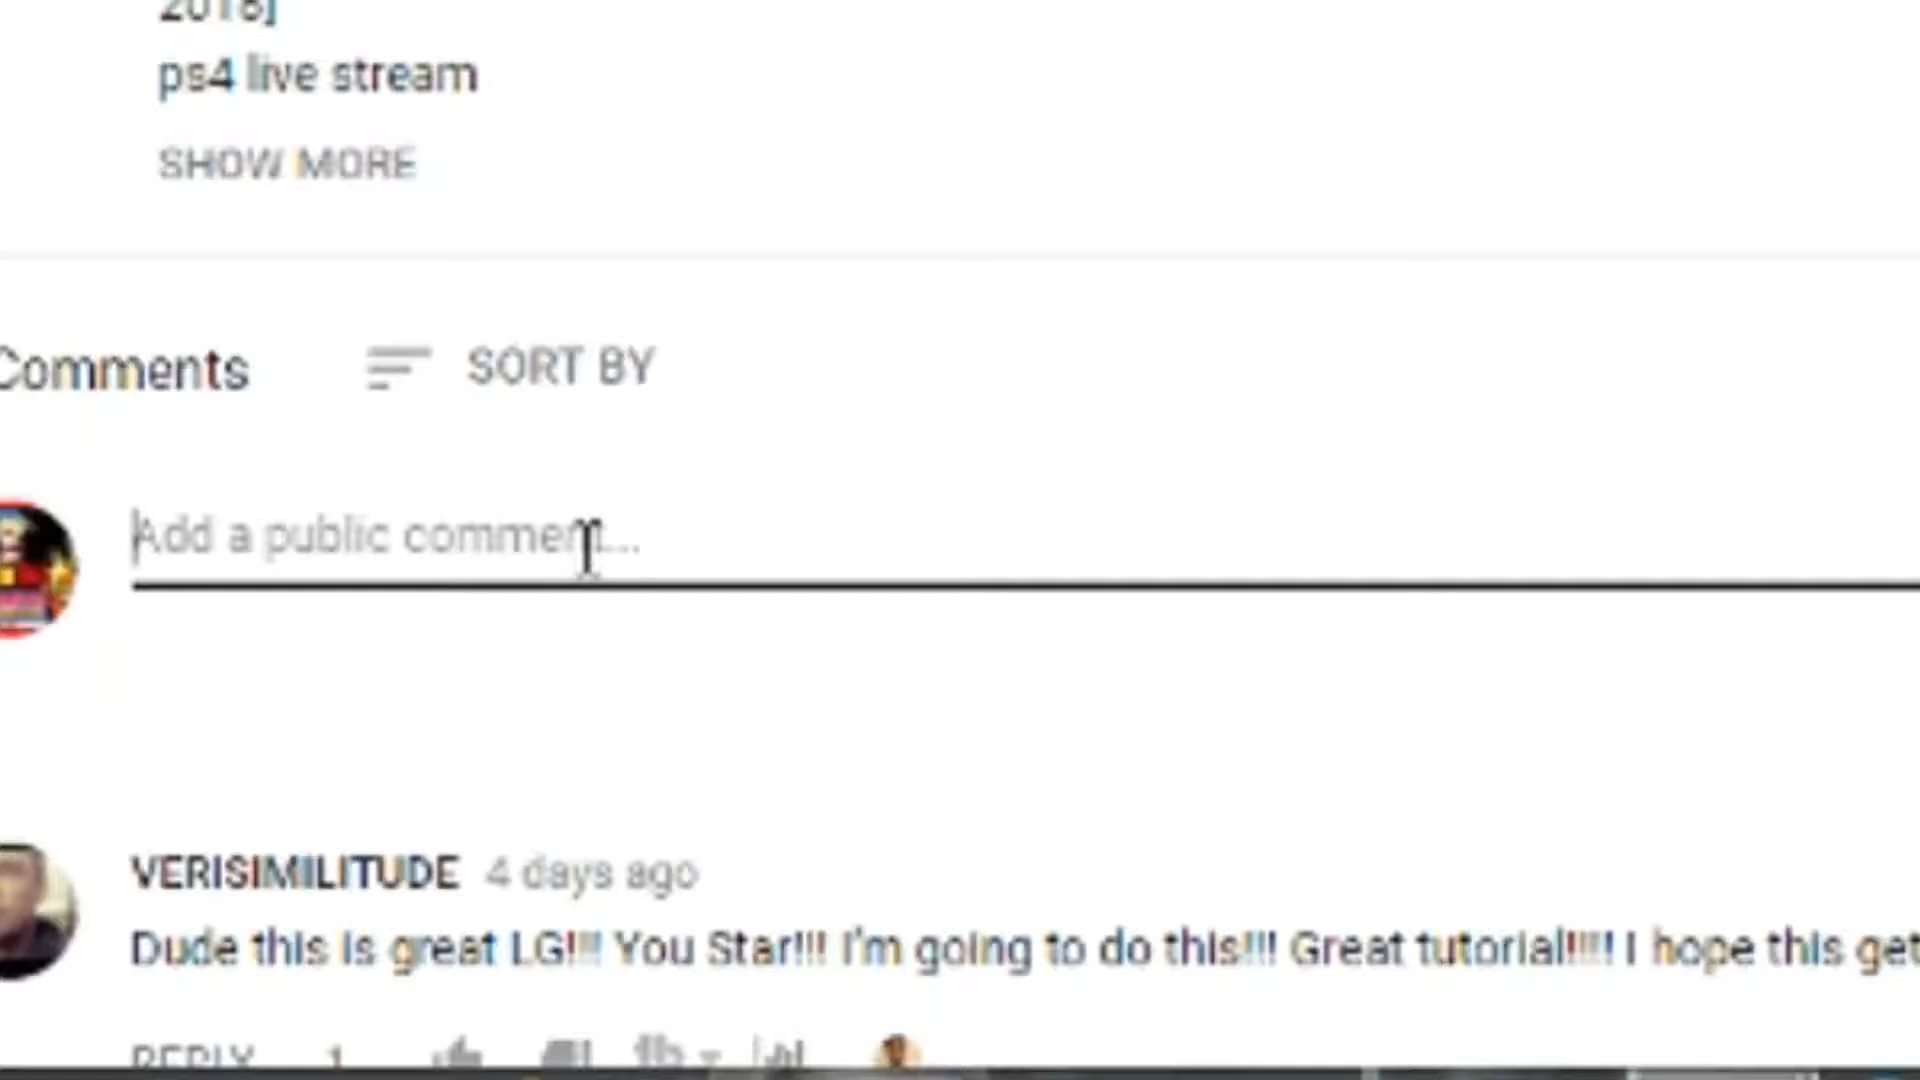 2018]
ps4 live stream
SHOW MORE
Comments
SORT BY
Add a public comment...
VERISIMILITUDE 4 days ago
Dude this is great LG!!! You Star!!! I'm going to do this!!! Great tutorial!!!! I hope this get
REPLY 1